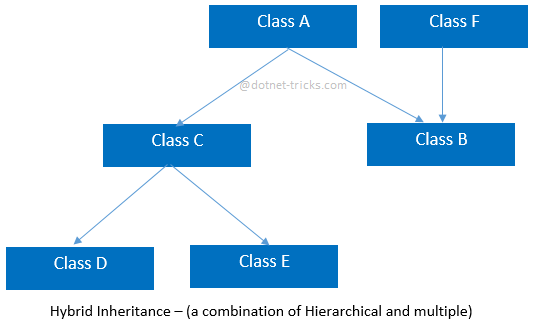 Class A
Class F
@dotnet-tricks.com
Class C
Class B
Class D
Class E
Hybrid Inheritance – (a combination of Hierarchical and multiple)